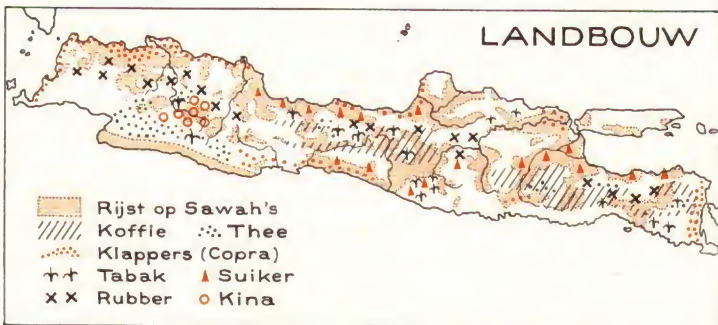 LANDBOUW
Rijst op Sawah's
Koffie Thee
Klappers (Copra)
Tabak Suiker
Rubber Kina